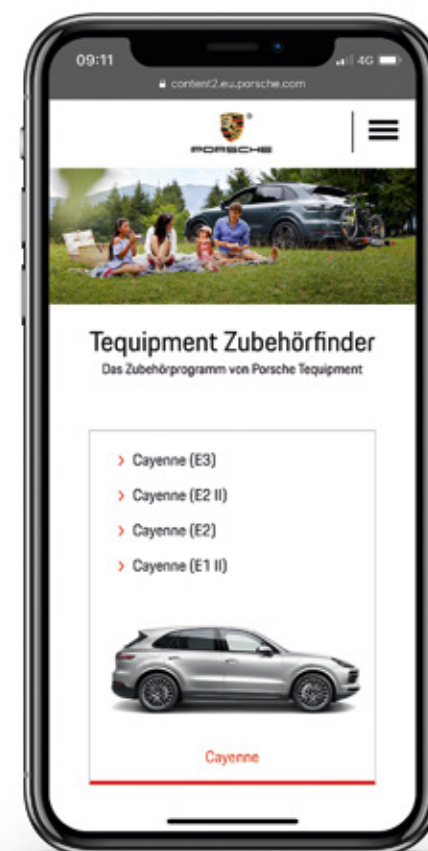 09:11
4G
content2.eu.porsche.com
PORSCHE
Tequipment Zubehörfinder
Das Zubehörprogramm von Porsche Tequipment
Cayenne (E3)
Cayenne (E2 II)
Cayenne (E2)
Cayenne (E1 II)
Cayenne